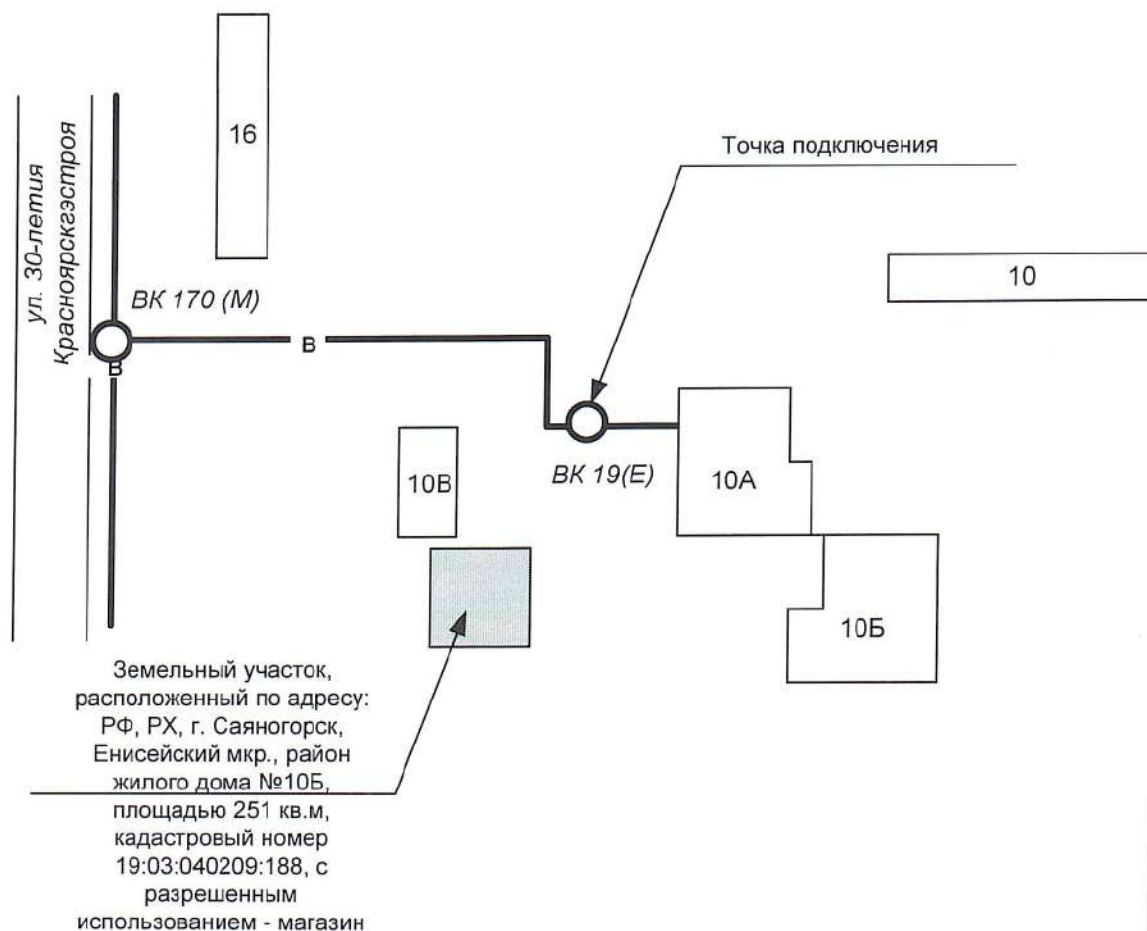 16
Точка подключения
ул. 30-летия
Красноярскгэстроя
10
ВК 170 (М)
В
В
10В
ВК 19(Е)
10А
10Б
Земельный участок,
расположенный по адресу:
РФ, РХ, г. Саяногорск,
Енисейский мкр., район
жилого дома №10Б,
площадью 251 кв.м,
кадастровый номер
19:03:040209:188, с
разрешенным
использованием - магазин